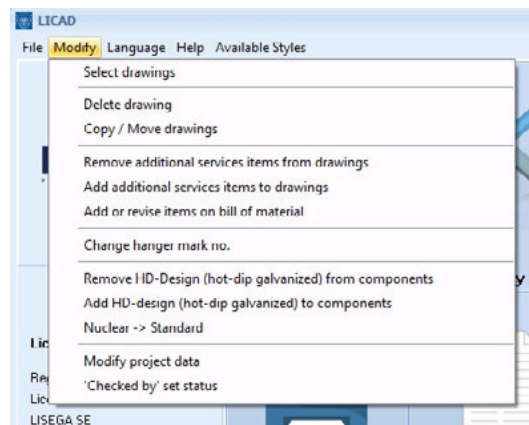 LICAD
File Modify Language Help Available Styles
Select drawings
Delete drawing
Copy / Move drawings
Remove additional services items from drawings
Add additional services items to drawings
Add or revise items on bill of material
Change hanger mark no.
Remove HD-Design (hot-dip galvanized) from components
Add HD-design (hot-dip galvanized) to components
Nuclear -> Standard
Modify project data
'Checked by' set status
LISEGA SE